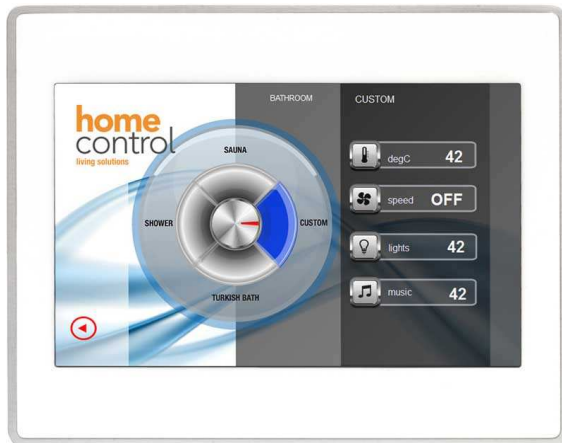 home
control
living solutions
BATHROOM
CUSTOM
SAUNA
SHOWER
CUSTOM
TURKISH BATH
degC 42
speed OFF
lights 42
music 42